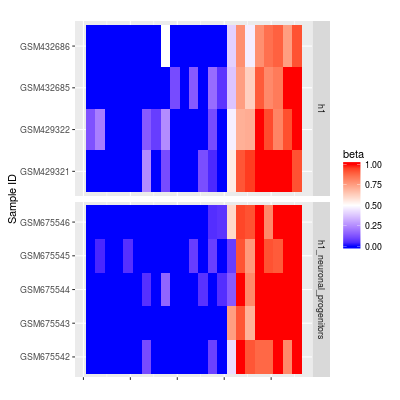 GSM432686
GSM432685
GSM429322
GSM429321
h1
GSM675546
GSM675545
GSM675544
GSM675543
GSM675542
h1_neuronal_progenitors
Sample ID
beta
1.00
0.75
0.50
0.25
0.00